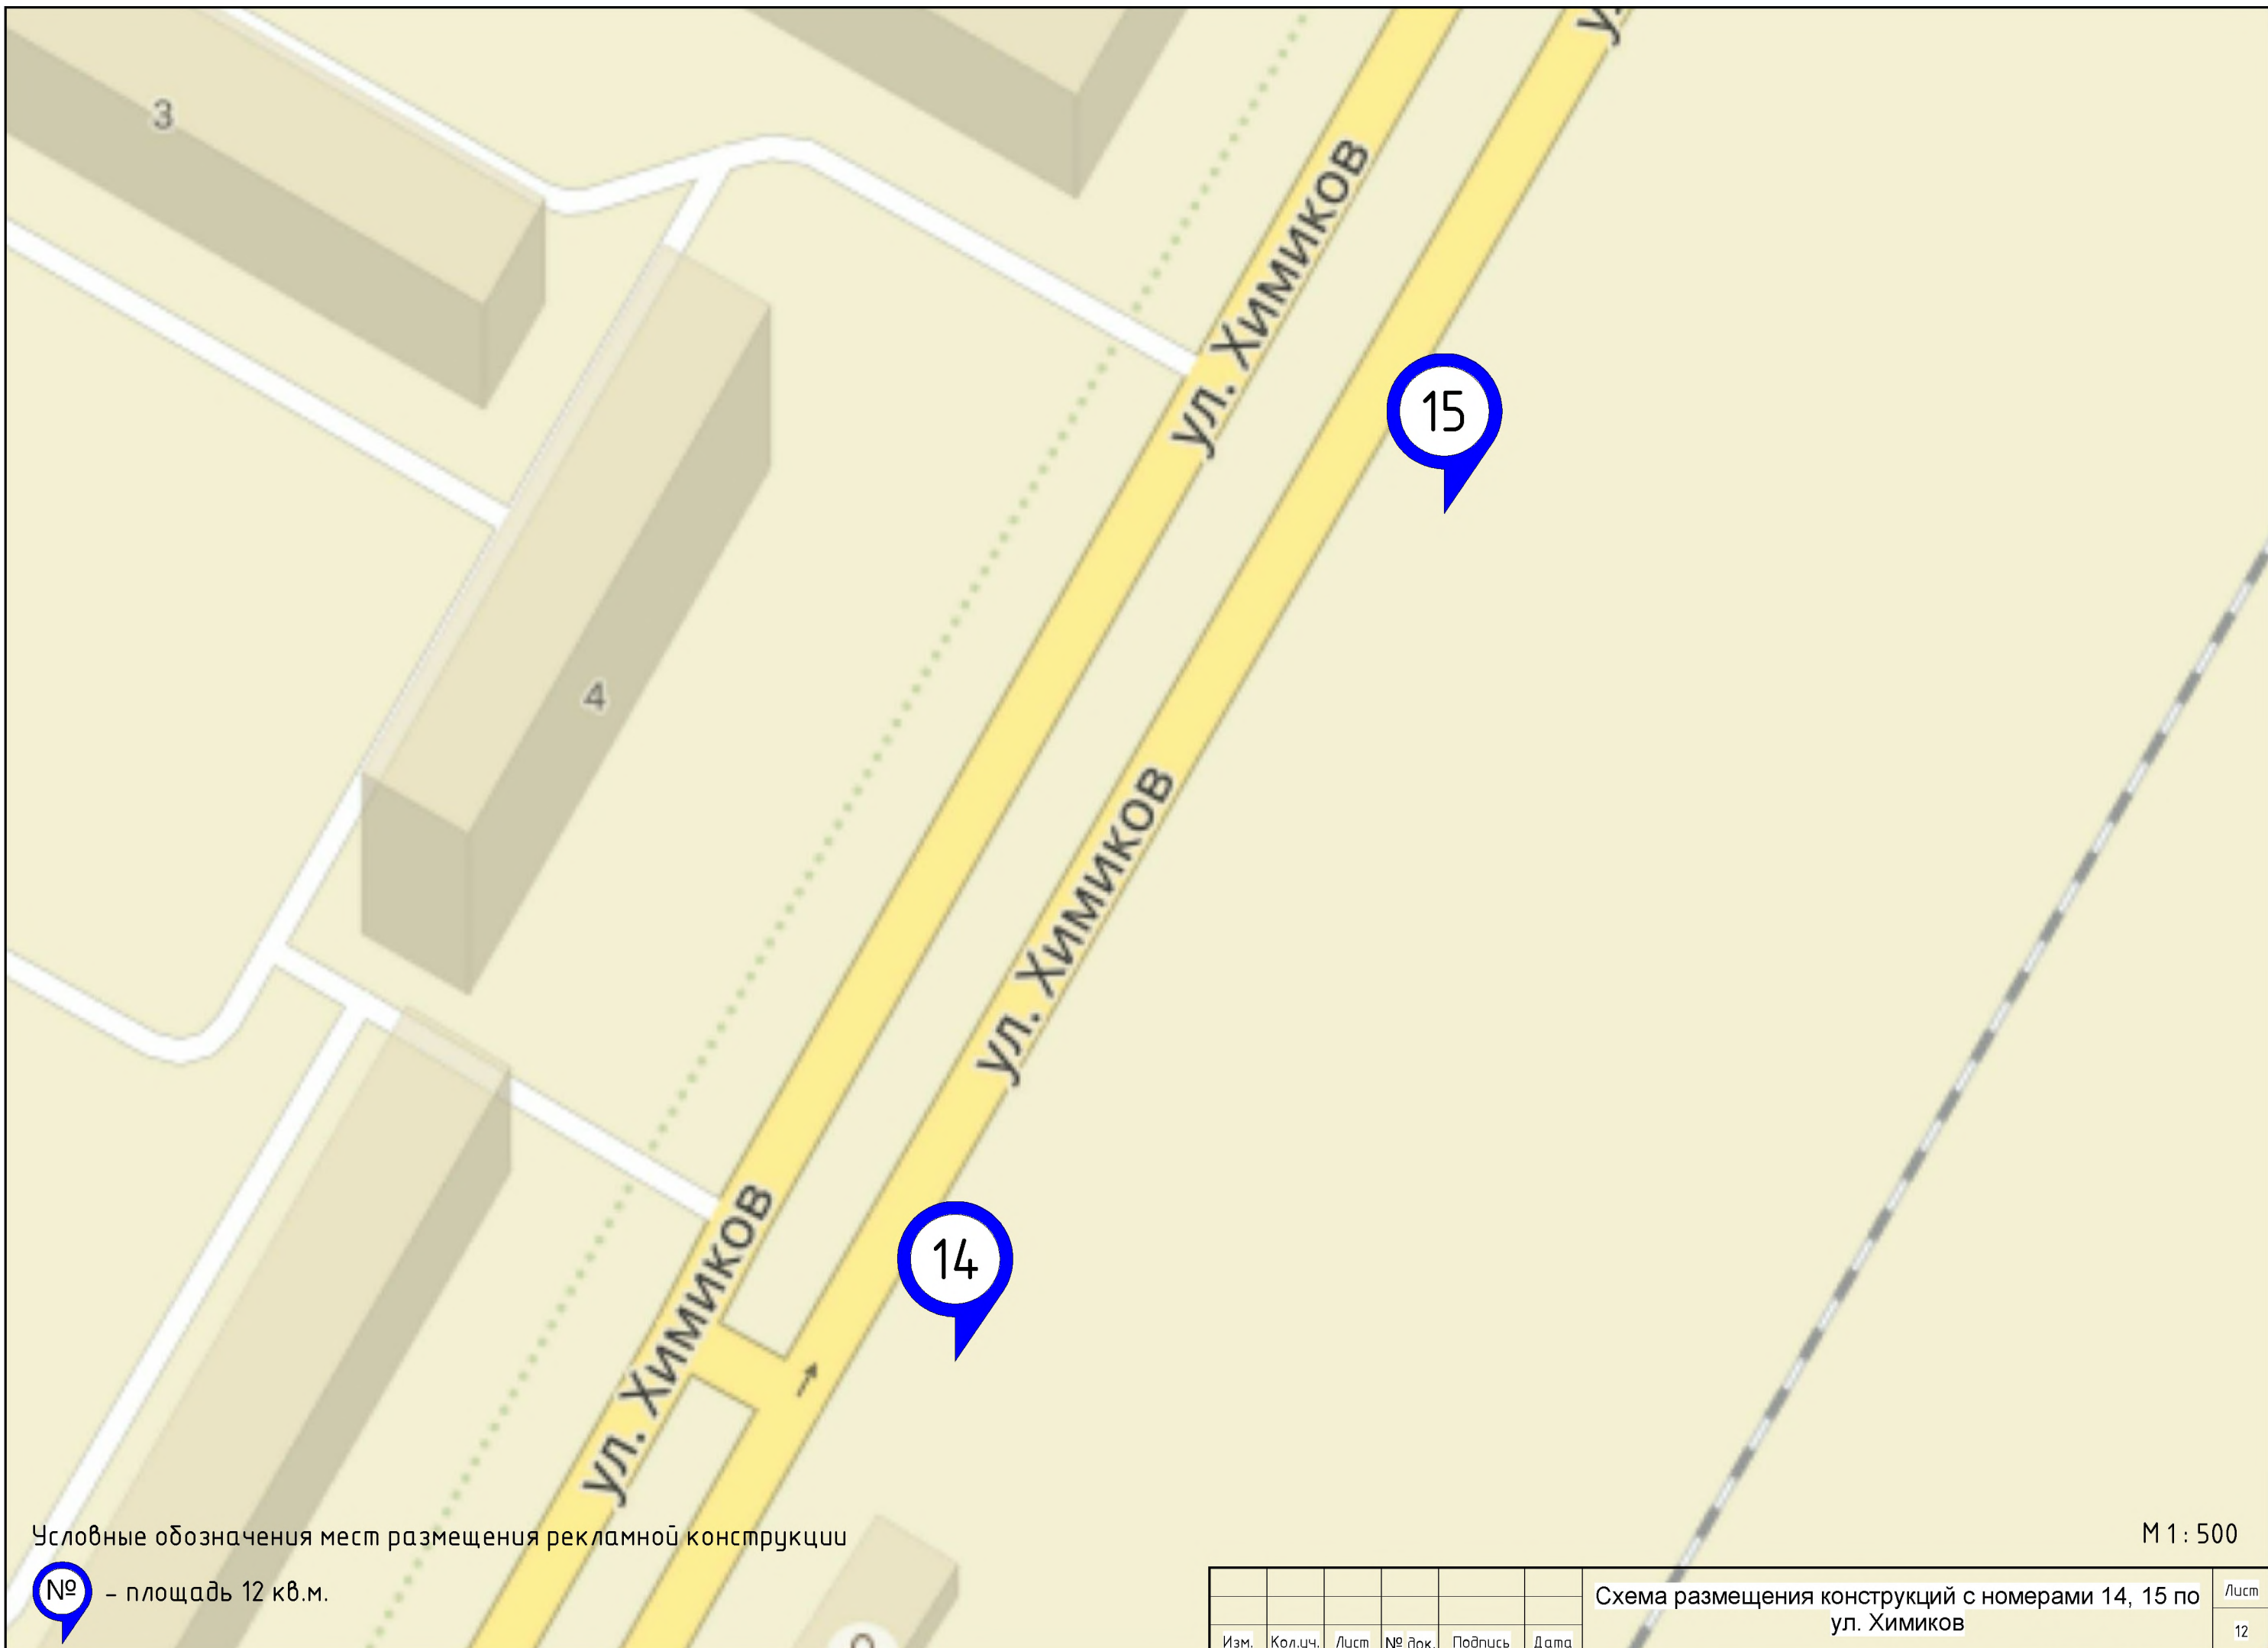 3
ул. Химиков
15
4
ул. Химиков
14
ул. Химиков
Условные обозначения мест размещения рекламной конструкции
№ – площадь 12 кв.м.
М 1 : 500
Схема размещения конструкций с номерами 14, 15 по
ул. Химиков
Лист
12
Изм. Кол.уч. Лист № док. Подпись Дата